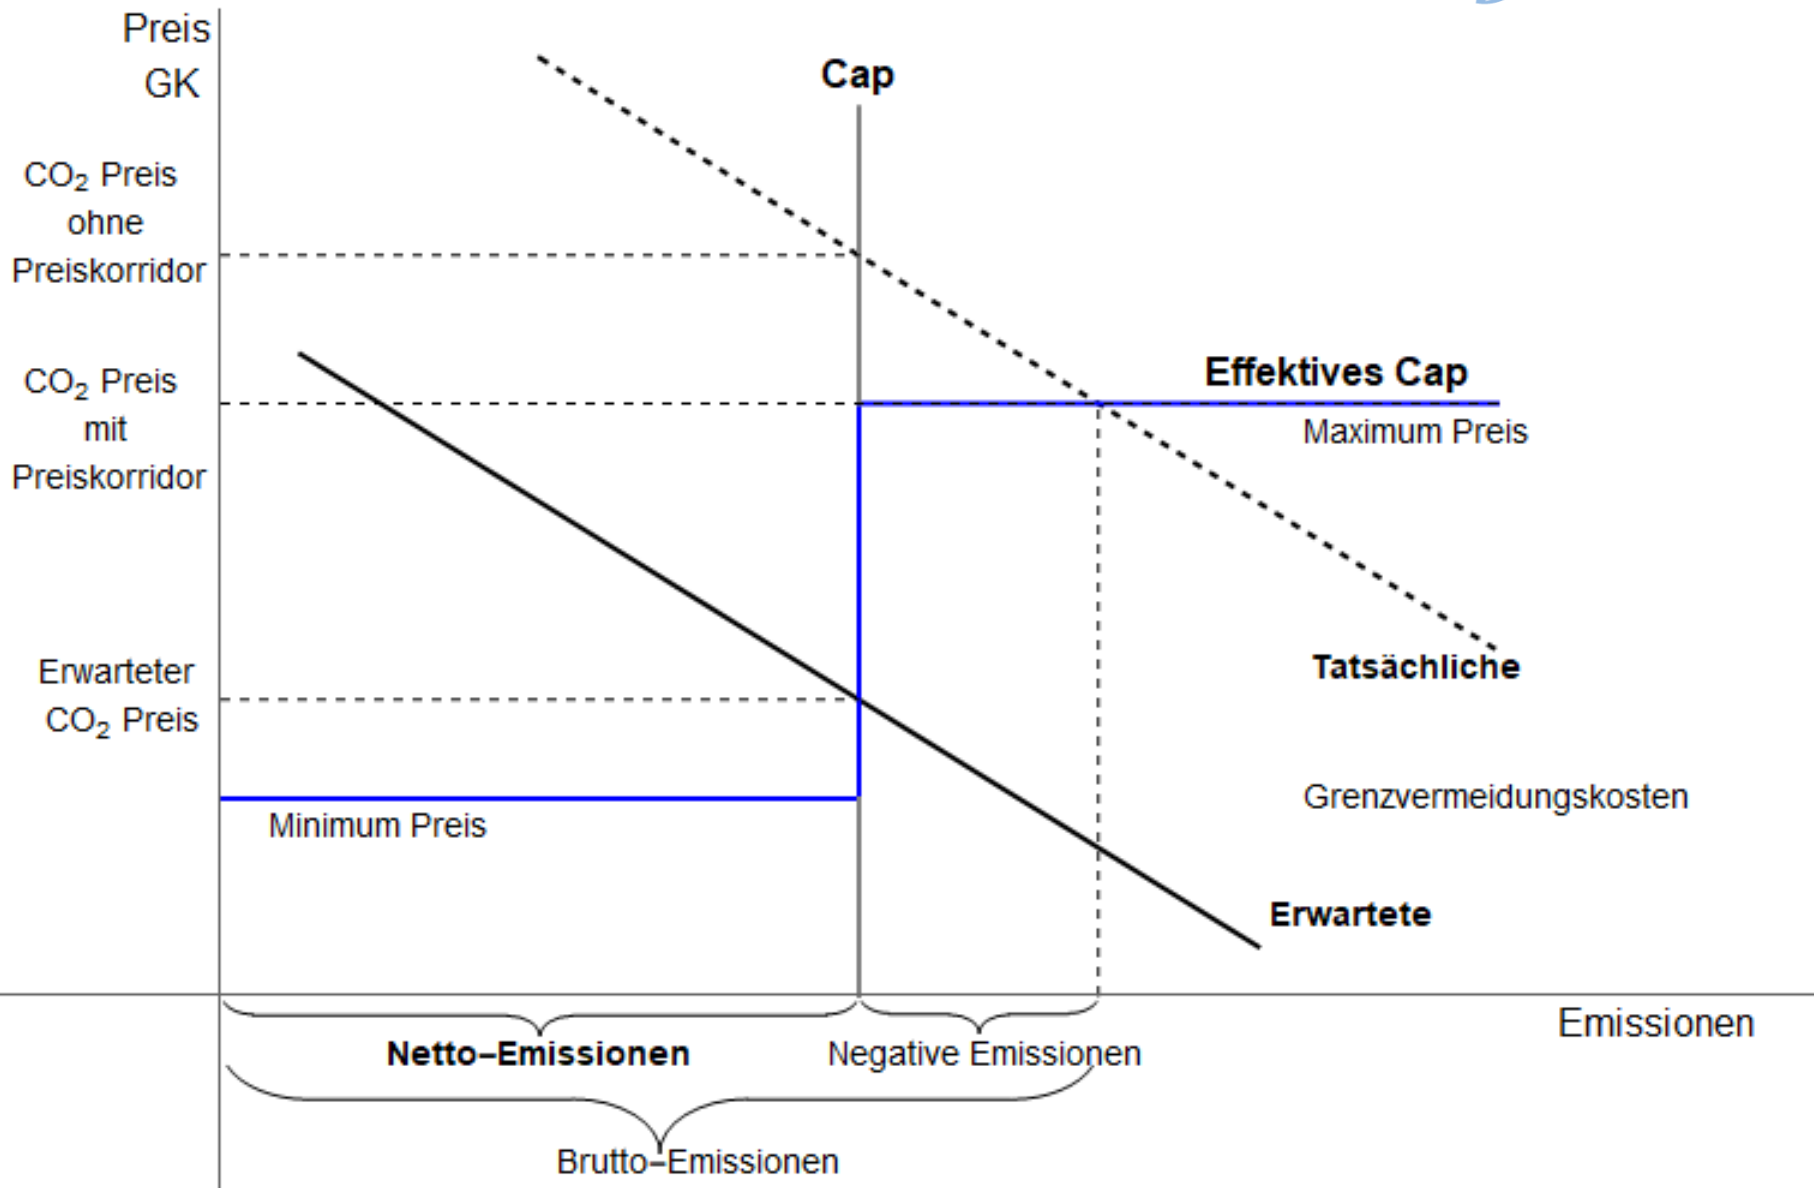 Preis
GK
Cap
CO₂ Preis
ohne
Preiskorridor
CO₂ Preis
mit
Preiskorridor
Effektives Cap
Maximum Preis
Erwarteter
CO₂ Preis
Tatsächliche
Minimum Preis
Grenzvermeidungskosten
Erwartete
Emissionen
Netto–Emissionen
Negative Emissionen
Brutto–Emissionen